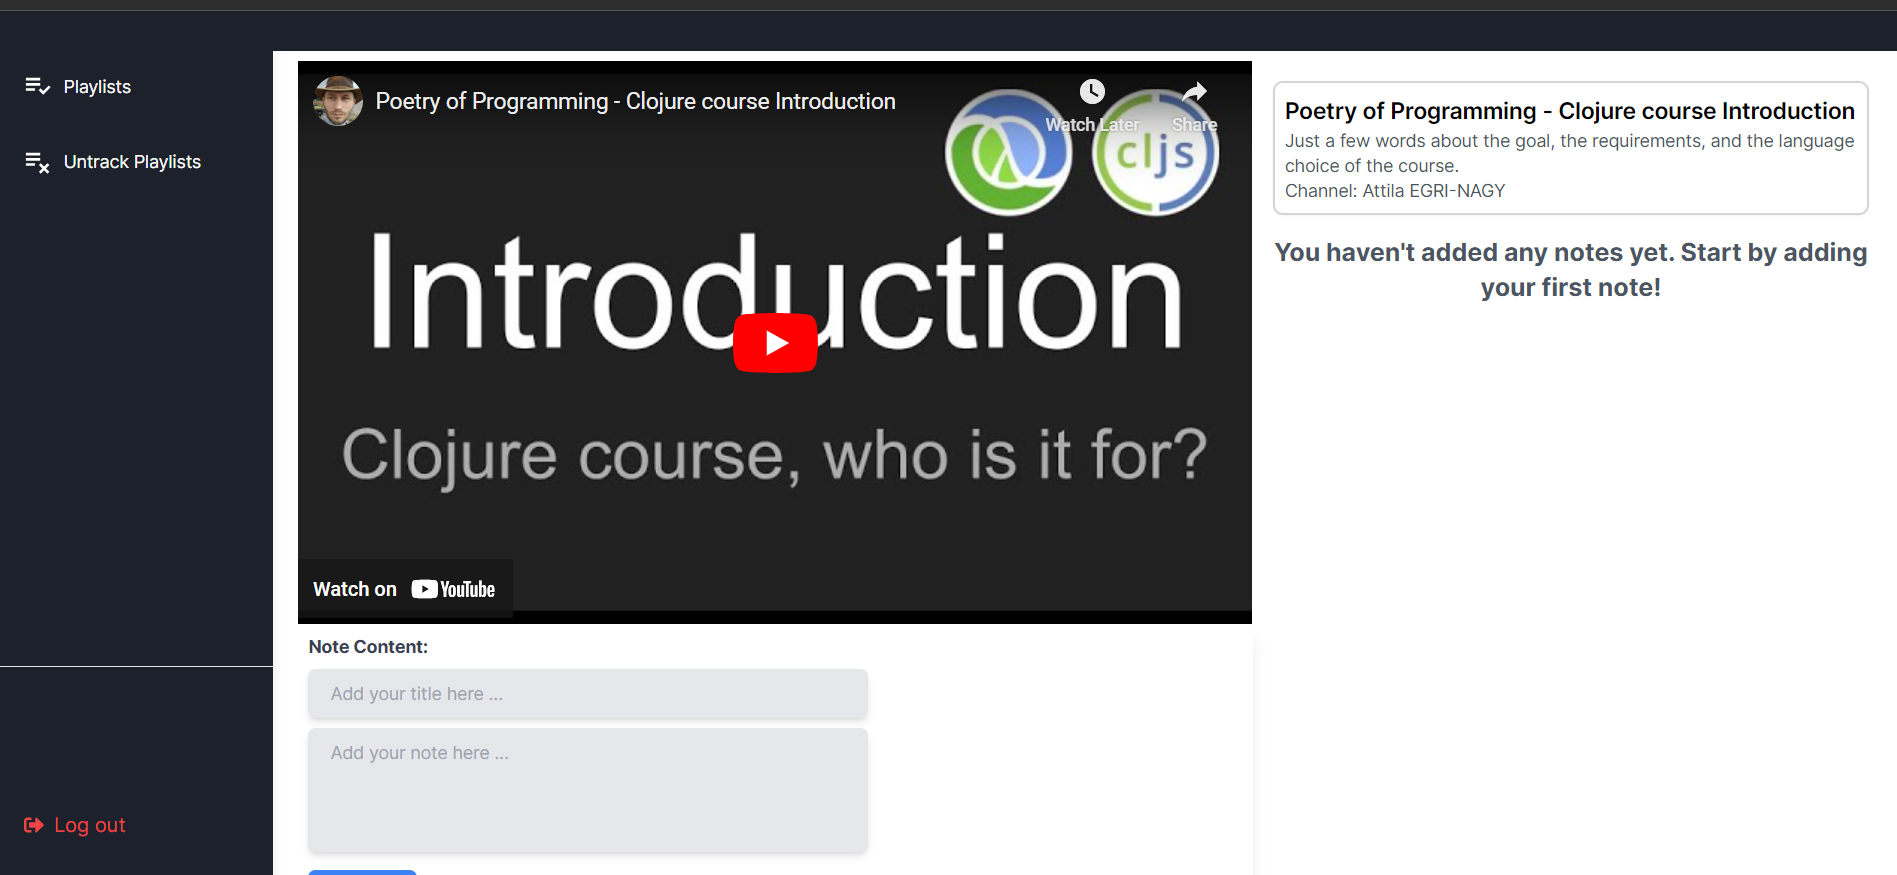 Playlists
Untrack Playlists
Log out
Poetry of Programming - Clojure course Introduction
Watch Later
Share
cljs
Introduction
Clojure course, who is it for?
Watch on YouTube
Note Content:
Add your title here ...
Add your note here ...
Poetry of Programming - Clojure course Introduction
Just a few words about the goal, the requirements, and the language
choice of the course.
Channel: Attila EGRI-NAGY
You haven't added any notes yet. Start by adding
your first note!